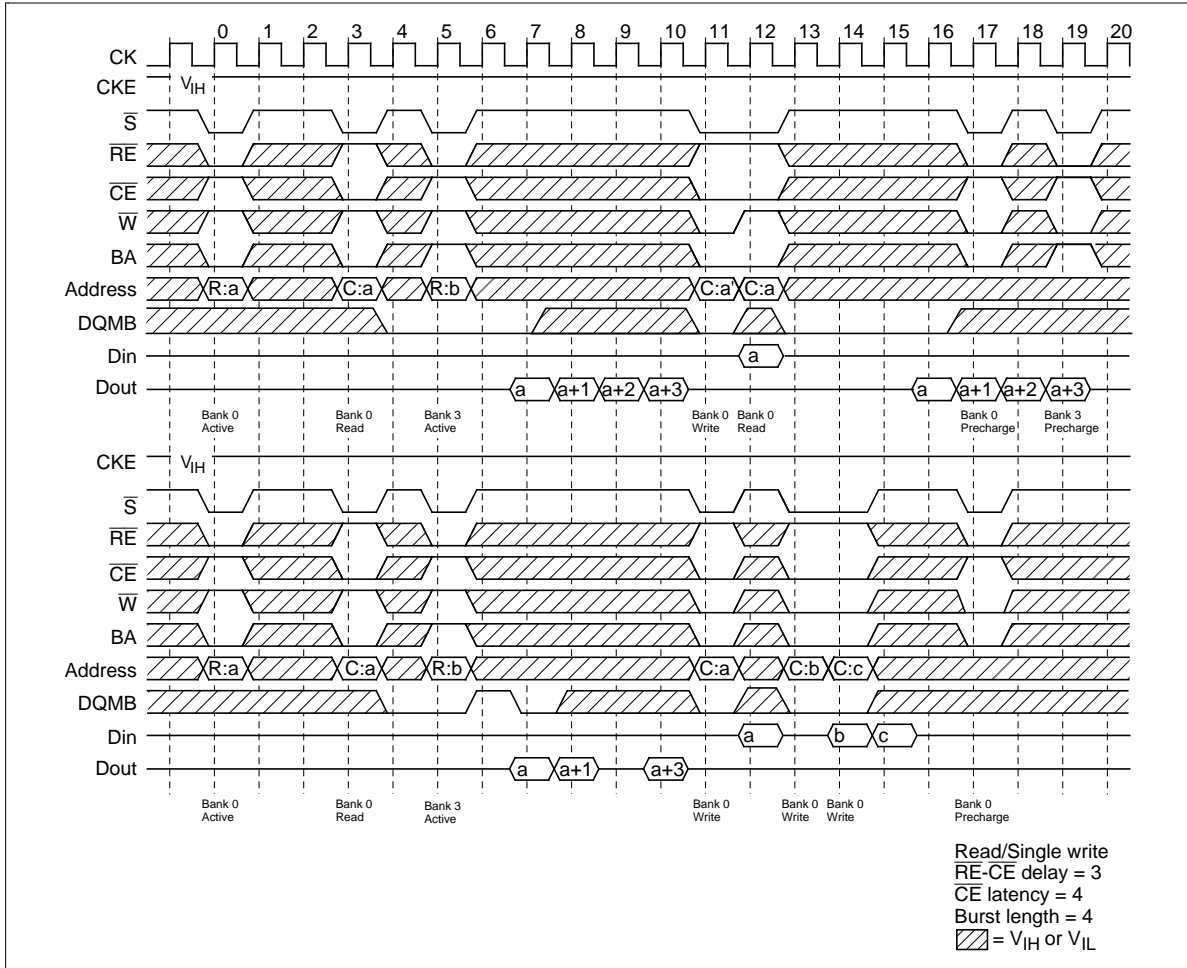 0 1 2 3 4 5 6 7 8 9 10 11 12 13 14 15 16 17 18 19 20
CK
CKE VIH
S
RE
CE
W
BA
Address R:a C:a R:b C:a' C:a
DQMB
Din a
Dout a a+1 a+2 a+3 a a+1 a+2 a+3
Bank 0 Active Bank 0 Read Bank 3 Active Bank 0 Write Bank 0 Read Bank 0 Precharge Bank 3 Precharge
CKE VIH
S
RE
CE
W
BA
Address R:a C:a R:b C:a C:b C:c
DQMB
Din a b c
Dout a a+1 a+3
Bank 0 Active Bank 0 Read Bank 3 Active Bank 0 Write Bank 0 Write Bank 0 Write Bank 0 Precharge
Read/Single write
RE-CE delay = 3
CE latency = 4
Burst length = 4
= VIH or VIL